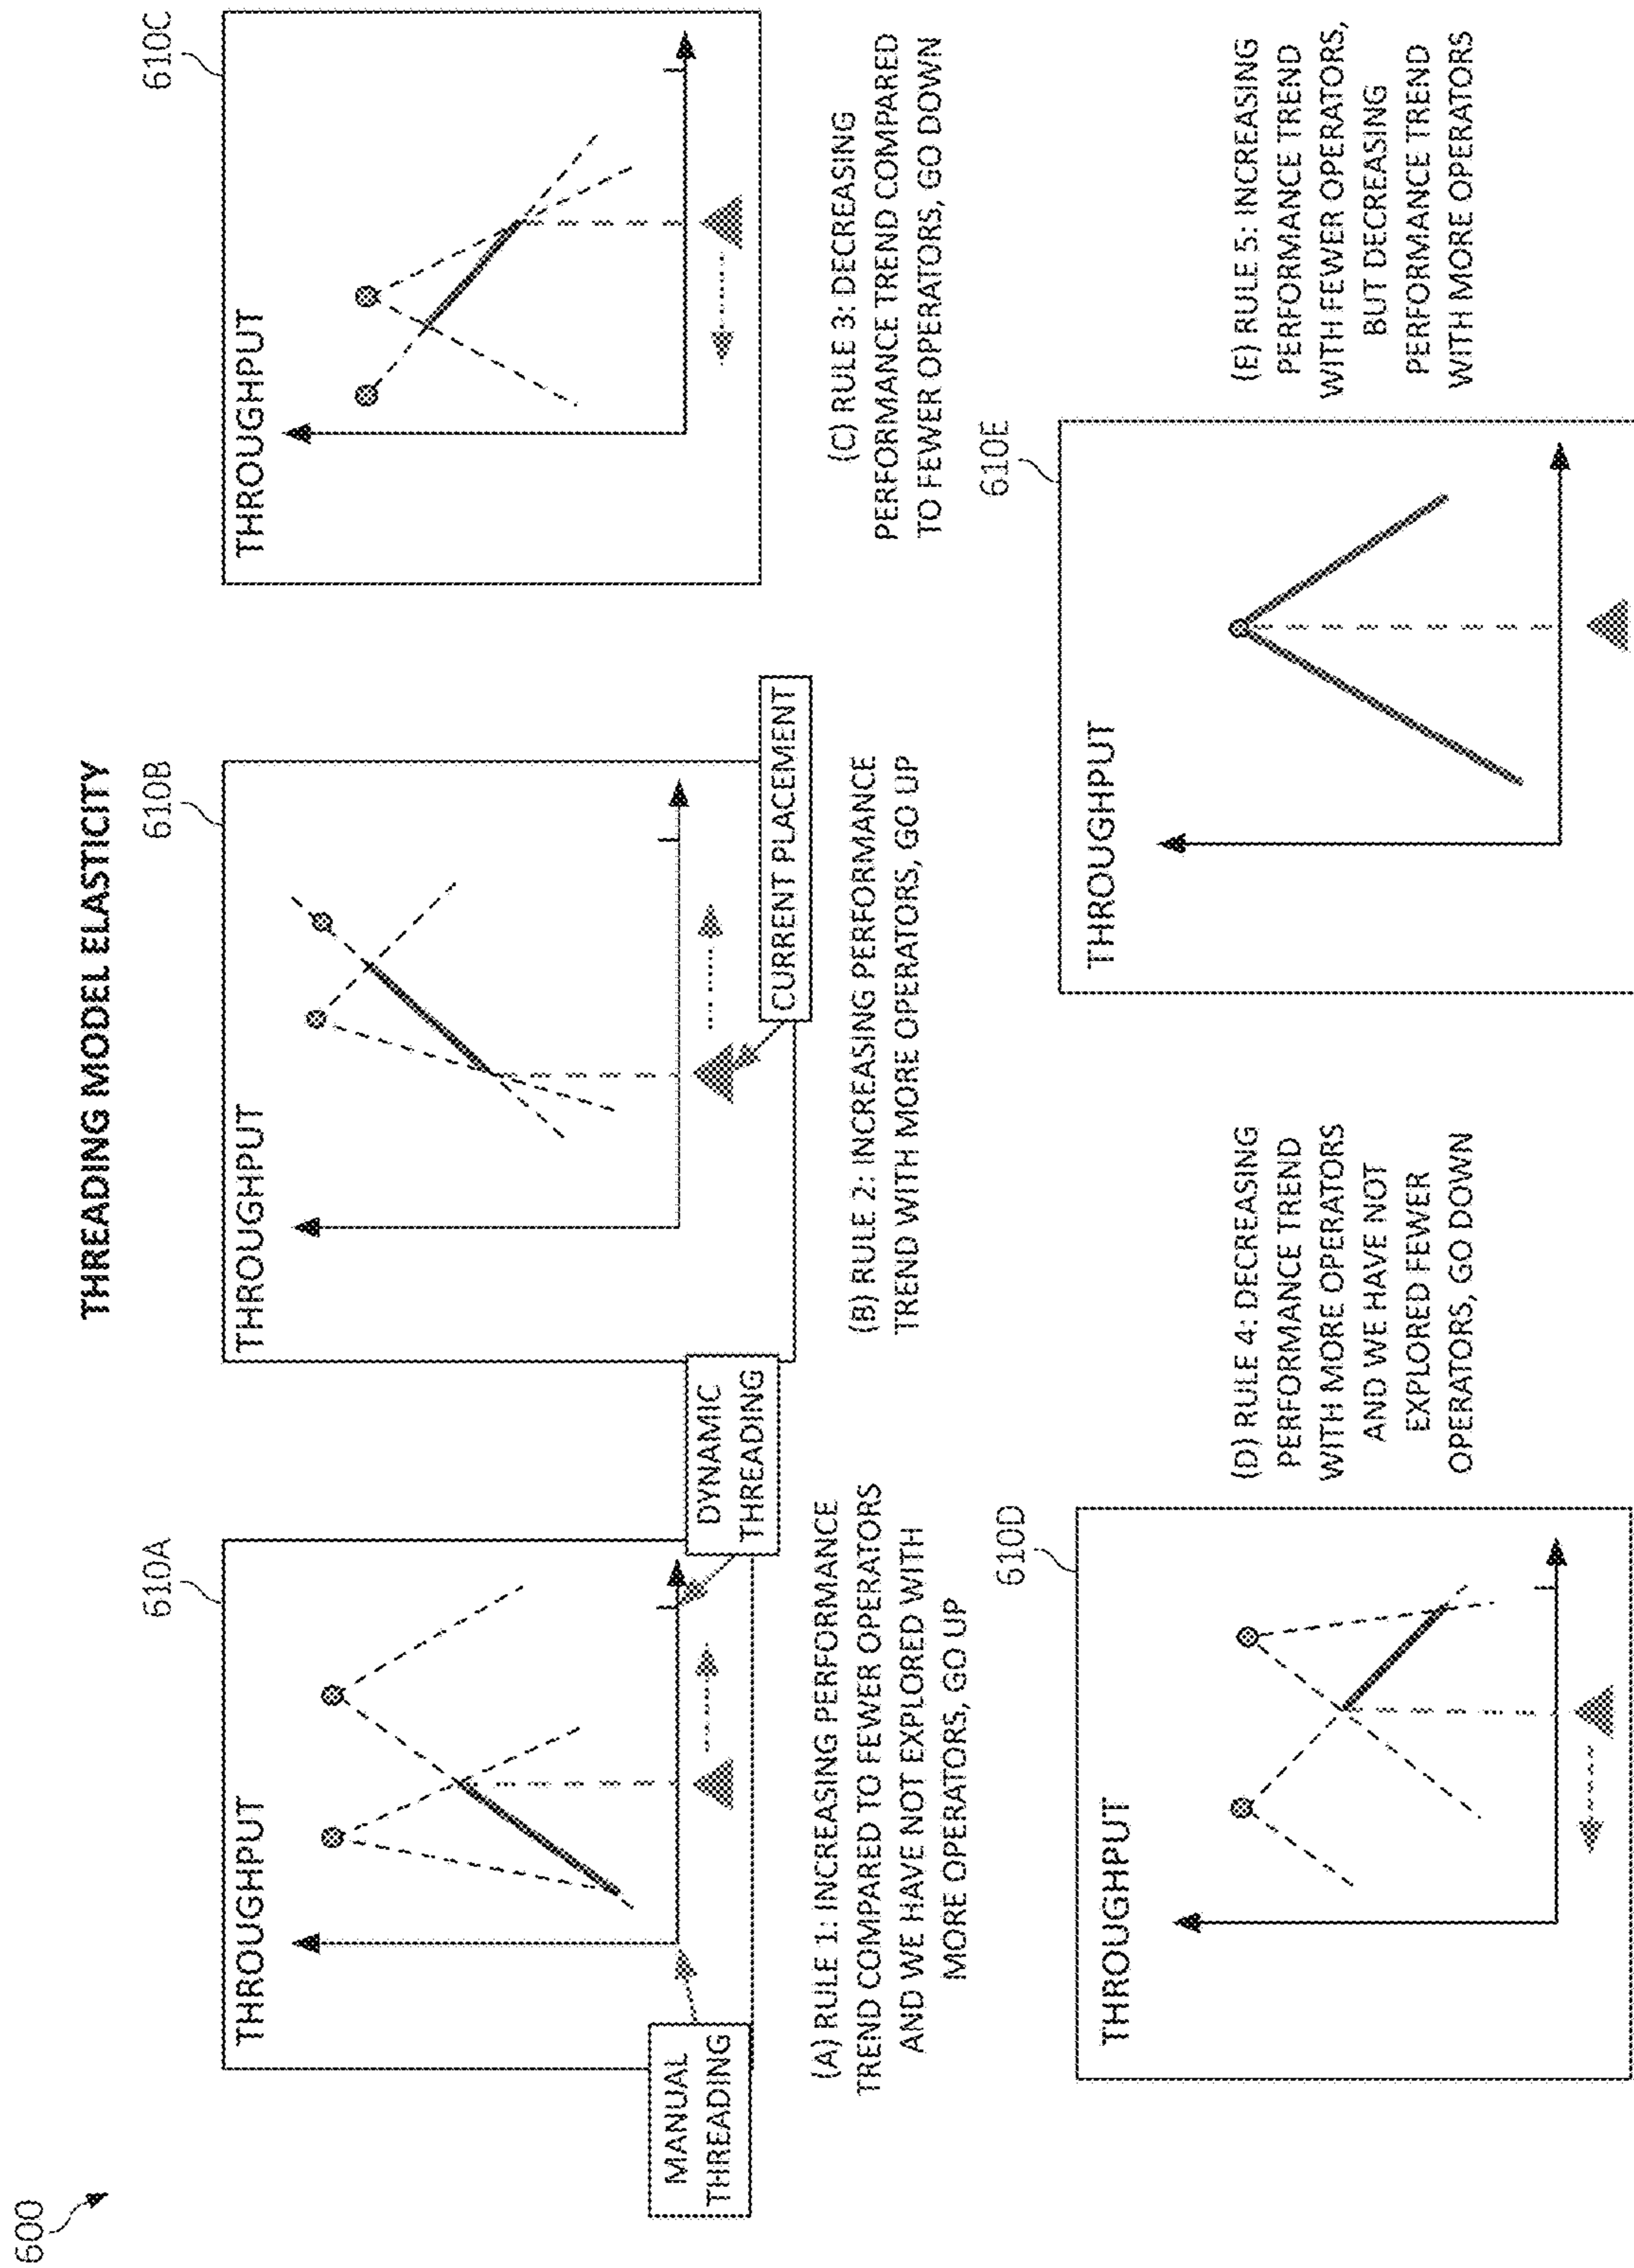 600
THREADING MODEL ELASTICITY
610A
THROUGHPUT
MANUAL
THREADING
DYNAMIC
THREADING
(A) RULE 1: INCREASING PERFORMANCE
TREND COMPARED TO FEWER OPERATORS
AND WE HAVE NOT EXPLORED WITH
MORE OPERATORS, GO UP
610B
THROUGHPUT
CURRENT PLACEMENT
(B) RULE 2: INCREASING PERFORMANCE
TREND WITH MORE OPERATORS, GO UP
610C
THROUGHPUT
(C) RULE 3: DECREASING
PERFORMANCE TREND COMPARED
TO FEWER OPERATORS, GO DOWN
610D
THROUGHPUT
(D) RULE 4: DECREASING
PERFORMANCE TREND
WITH MORE OPERATORS
AND WE HAVE NOT
EXPLORED FEWER
OPERATORS, GO DOWN
610E
THROUGHPUT
(E) RULE 5: INCREASING
PERFORMANCE TREND
WITH FEWER OPERATORS,
BUT DECREASING
PERFORMANCE TREND
WITH MORE OPERATORS